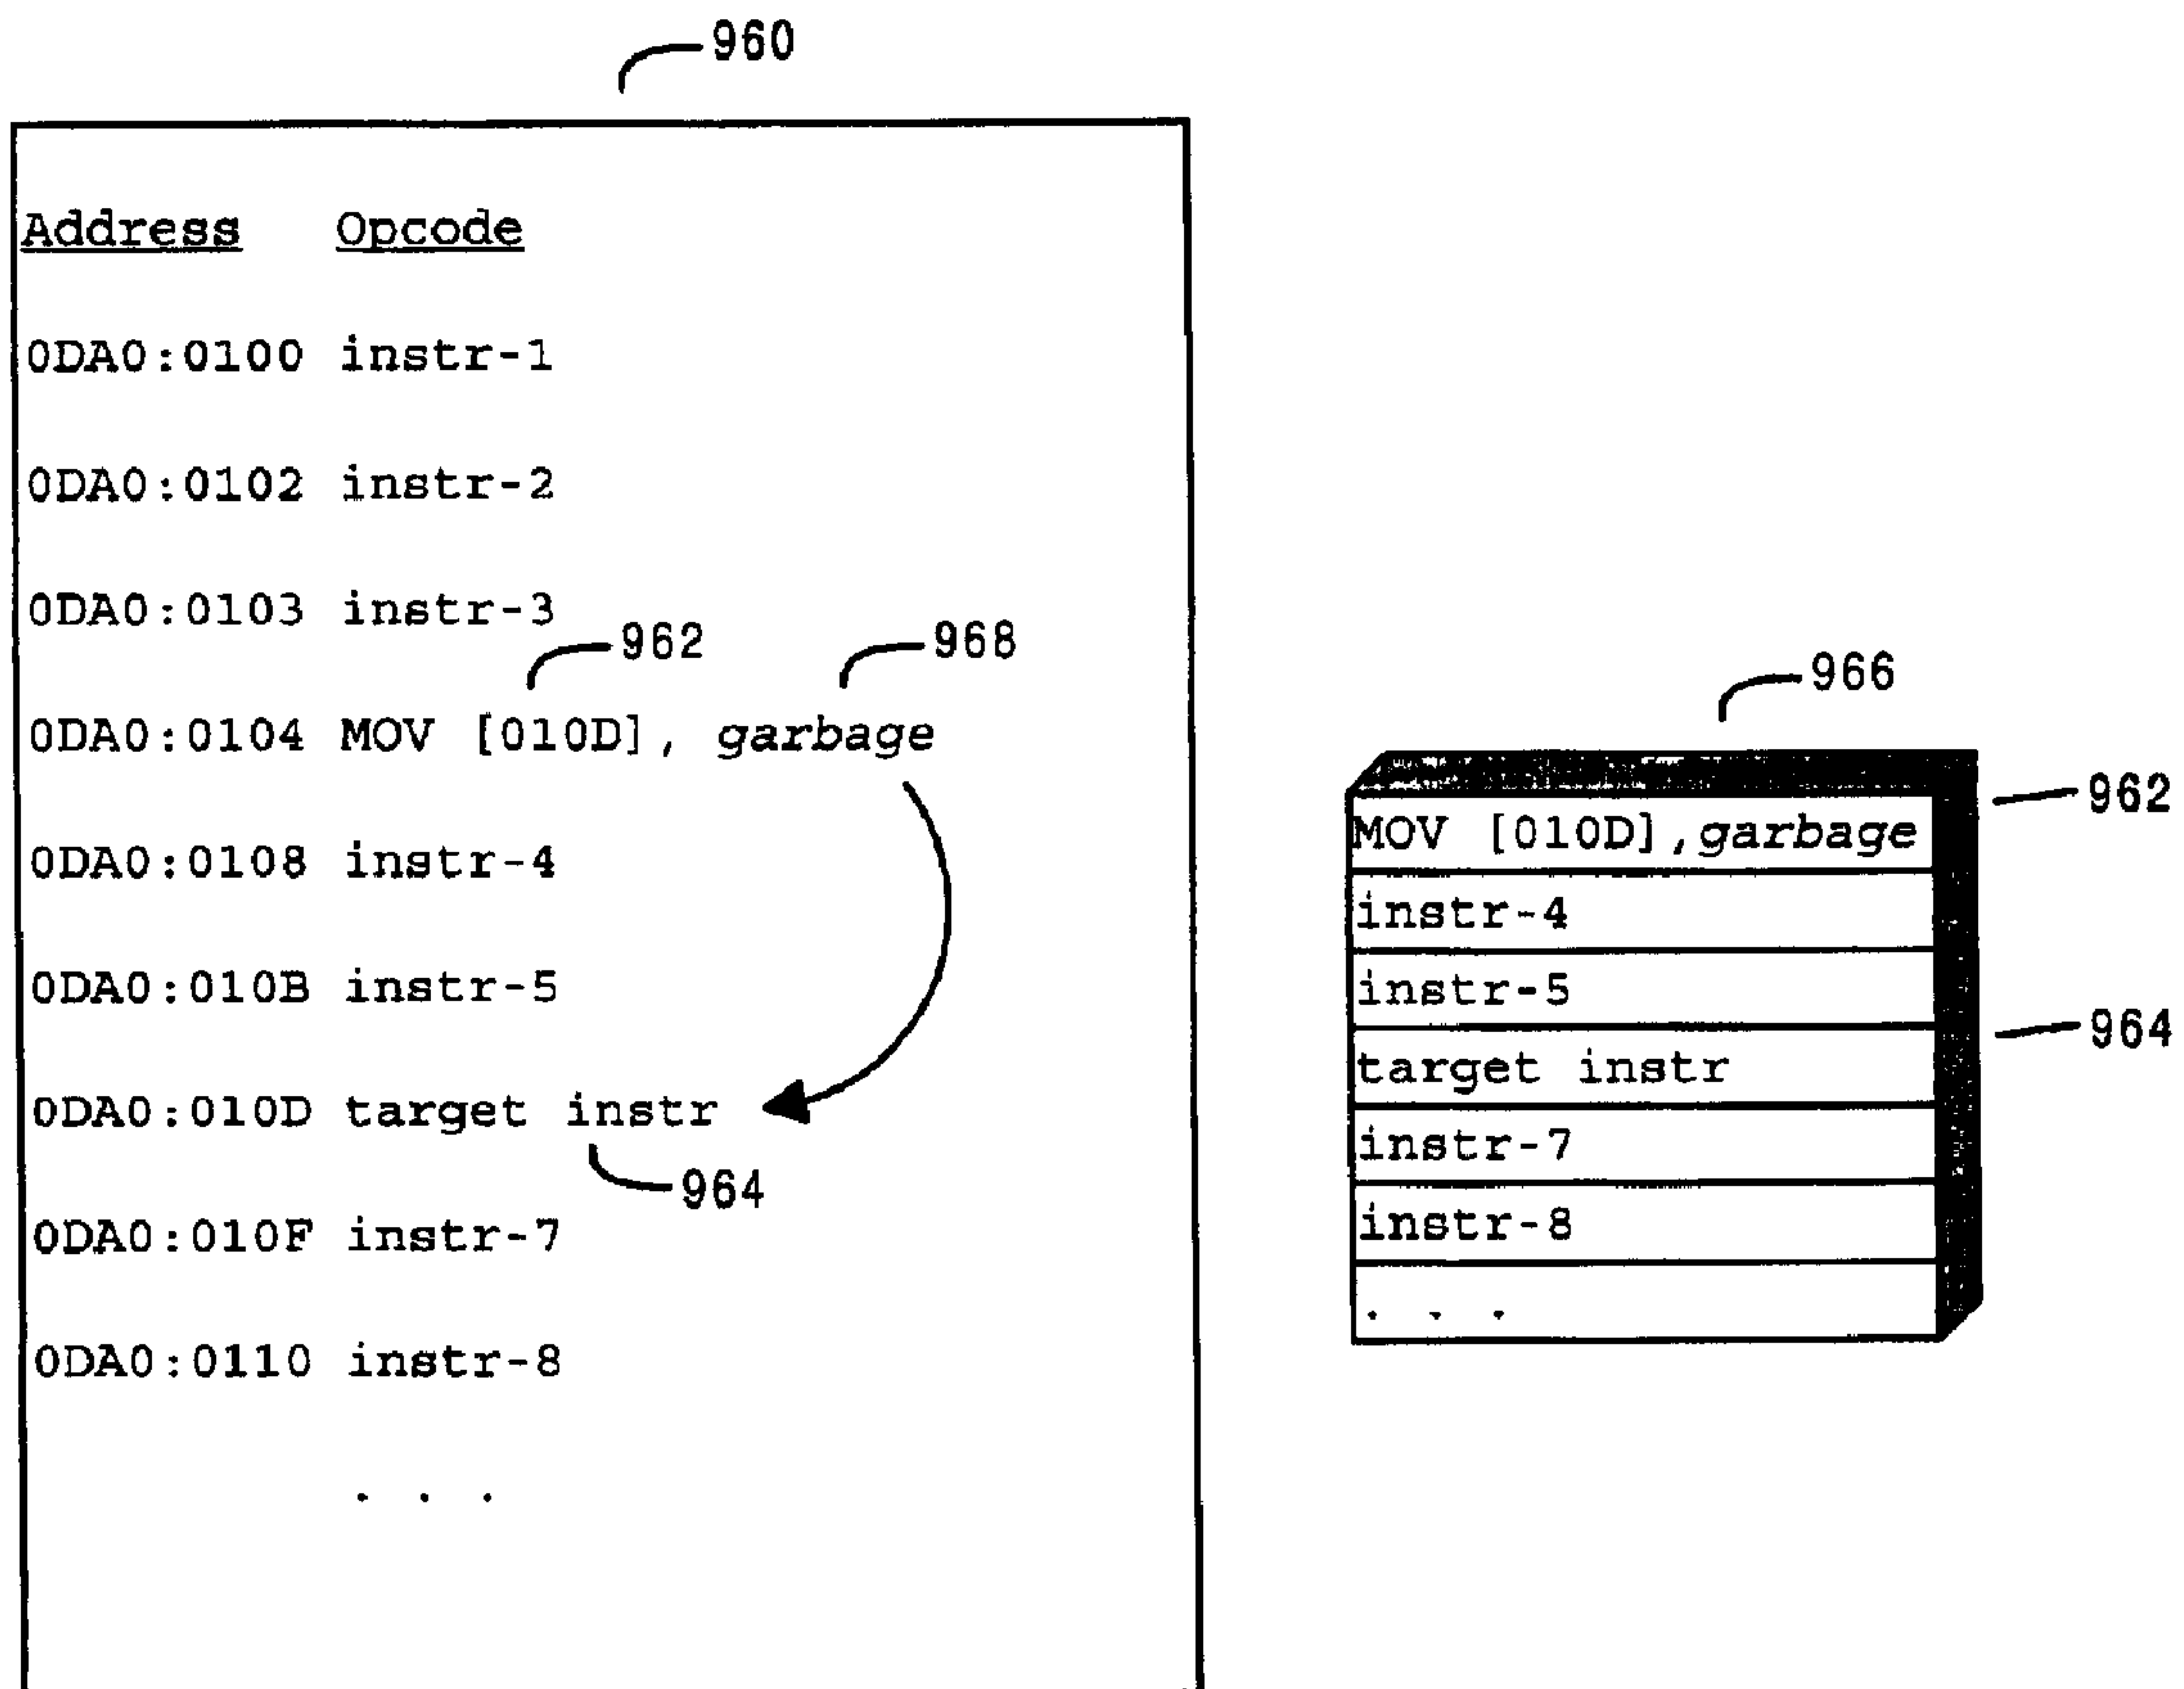 960
Address Opcode
0DA0:0100 instr-1
0DA0:0102 instr-2
0DA0:0103 instr-3
962 968
0DA0:0104 MOV [010D], garbage
0DA0:0108 instr-4
0DA0:010B instr-5
0DA0:010D target instr
964
0DA0:010F instr-7
0DA0:0110 instr-8
. . .
966
962
MOV [010D],garbage
instr-4
instr-5
964
target instr
instr-7
instr-8
. . .